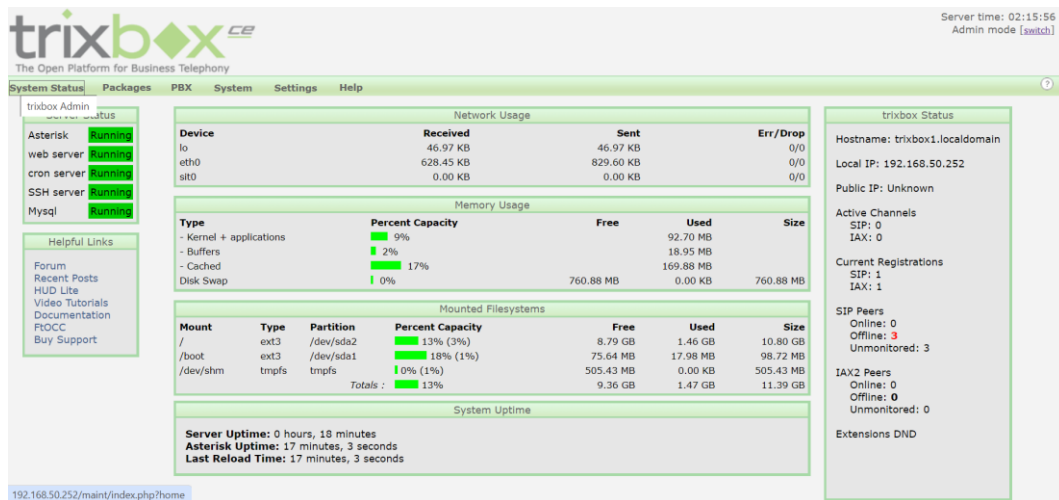 trixbox ce
The Open Platform for Business Telephony
Server time: 02:15:56
Admin mode [switch]
System Status Packages PBX System Settings Help ?
trixbox Admin
Server Status
Asterisk Running
web server Running
cron server Running
SSH server Running
Mysql Running
Helpful Links
Forum
Recent Posts
HUD Lite
Video Tutorials
Documentation
FtOCC
Buy Support
Network Usage
Device Received Sent Err/Drop
lo 46.97 KB 46.97 KB 0/0
eth0 628.45 KB 829.60 KB 0/0
sit0 0.00 KB 0.00 KB 0/0
Memory Usage
Type Percent Capacity Free Used Size
- Kernel + applications 9% 92.70 MB
- Buffers 2% 18.95 MB
- Cached 17% 169.88 MB
Disk Swap 0% 760.88 MB 0.00 KB 760.88 MB
Mounted Filesystems
Mount Type Partition Percent Capacity Free Used Size
/ ext3 /dev/sda2 13% (3%) 8.79 GB 1.46 GB 10.80 GB
/boot ext3 /dev/sda1 18% (1%) 75.64 MB 17.98 MB 98.72 MB
/dev/shm tmpfs tmpfs 0% (1%) 505.43 MB 0.00 KB 505.43 MB
Totals : 13% 9.36 GB 1.47 GB 11.39 GB
System Uptime
Server Uptime: 0 hours, 18 minutes
Asterisk Uptime: 17 minutes, 3 seconds
Last Reload Time: 17 minutes, 3 seconds
trixbox Status
Hostname: trixbox1.localdomain
Local IP: 192.168.50.252
Public IP: Unknown
Active Channels
SIP: 0
IAX: 0
Current Registrations
SIP: 1
IAX: 1
SIP Peers
Online: 0
Offline: 3
Unmonitored: 3
IAX2 Peers
Online: 0
Offline: 0
Unmonitored: 0
Extensions DND
192.168.50.252/maint/index.php?home